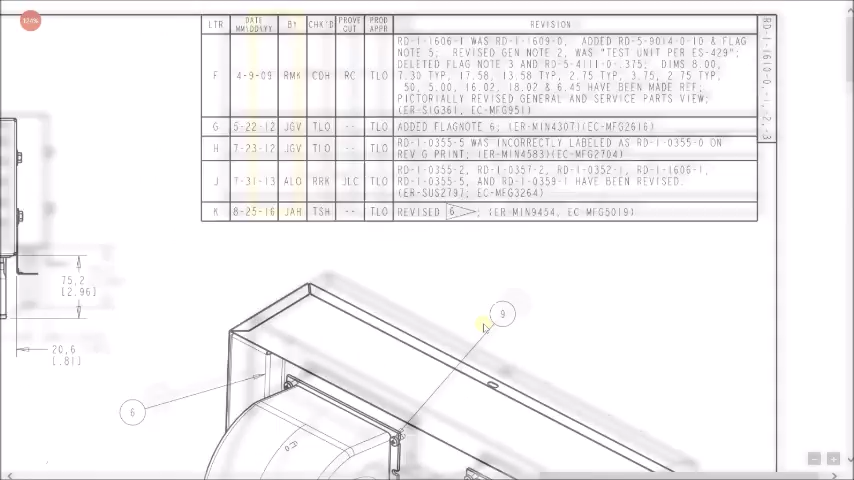 LTR DATE MM/DD/YY BY CHK'D PROVE OUT PROD APPR REVISION
F 4-9-09 RMK CDH RC TLO RD-1-1606-1 WAS RD-1-1609-0, ADDED RD-5-9014-0-10 & FLAG
NOTE 5; REVISED GEN NOTE 2, WAS "TEST UNIT PER ES-429";
DELETED FLAG NOTE 3 AND RD-5-4111-0-.375; DIMS 8.00,
7.30 TYP, 17.58, 13.58 TYP, 2.75 TYP, 3.75, 2.75 TYP,
.50, 5.00, 16.02, 18.02 & 6.45 HAVE BEEN MADE REF;
PICTORIALLY REVISED GENERAL AND SERVICE PARTS VIEW;
(ER-SIG361, EC-MFG951)
G 5-22-12 JGV TLO -- TLO ADDED FLAGNOTE 6; (ER-MIN4307)(EC-MFG2616)
H 7-23-12 JGV TLO -- TLO RD-1-0355-5 WAS INCORRECTLY LABELED AS RD-1-0355-0 ON
REV G PRINT; (ER-MIN4583)(EC-MFG2704)
J 7-31-13 ALO RRK JLC TLO RD-1-0355-2, RD-1-0357-2, RD-1-0352-1, RD-1-1606-1,
RD-1-0355-5, AND RD-1-0359-1 HAVE BEEN REVISED.
(ER-SUS2797; EC-MFG3264)
K 8-25-16 JAH TSH -- TLO REVISED 6 ; (ER-MIN9454, EC-MFG5019)
RD-1-1610-0,-1,-2,-3
75,2
[2.96]
20,6
[.81]
9
6